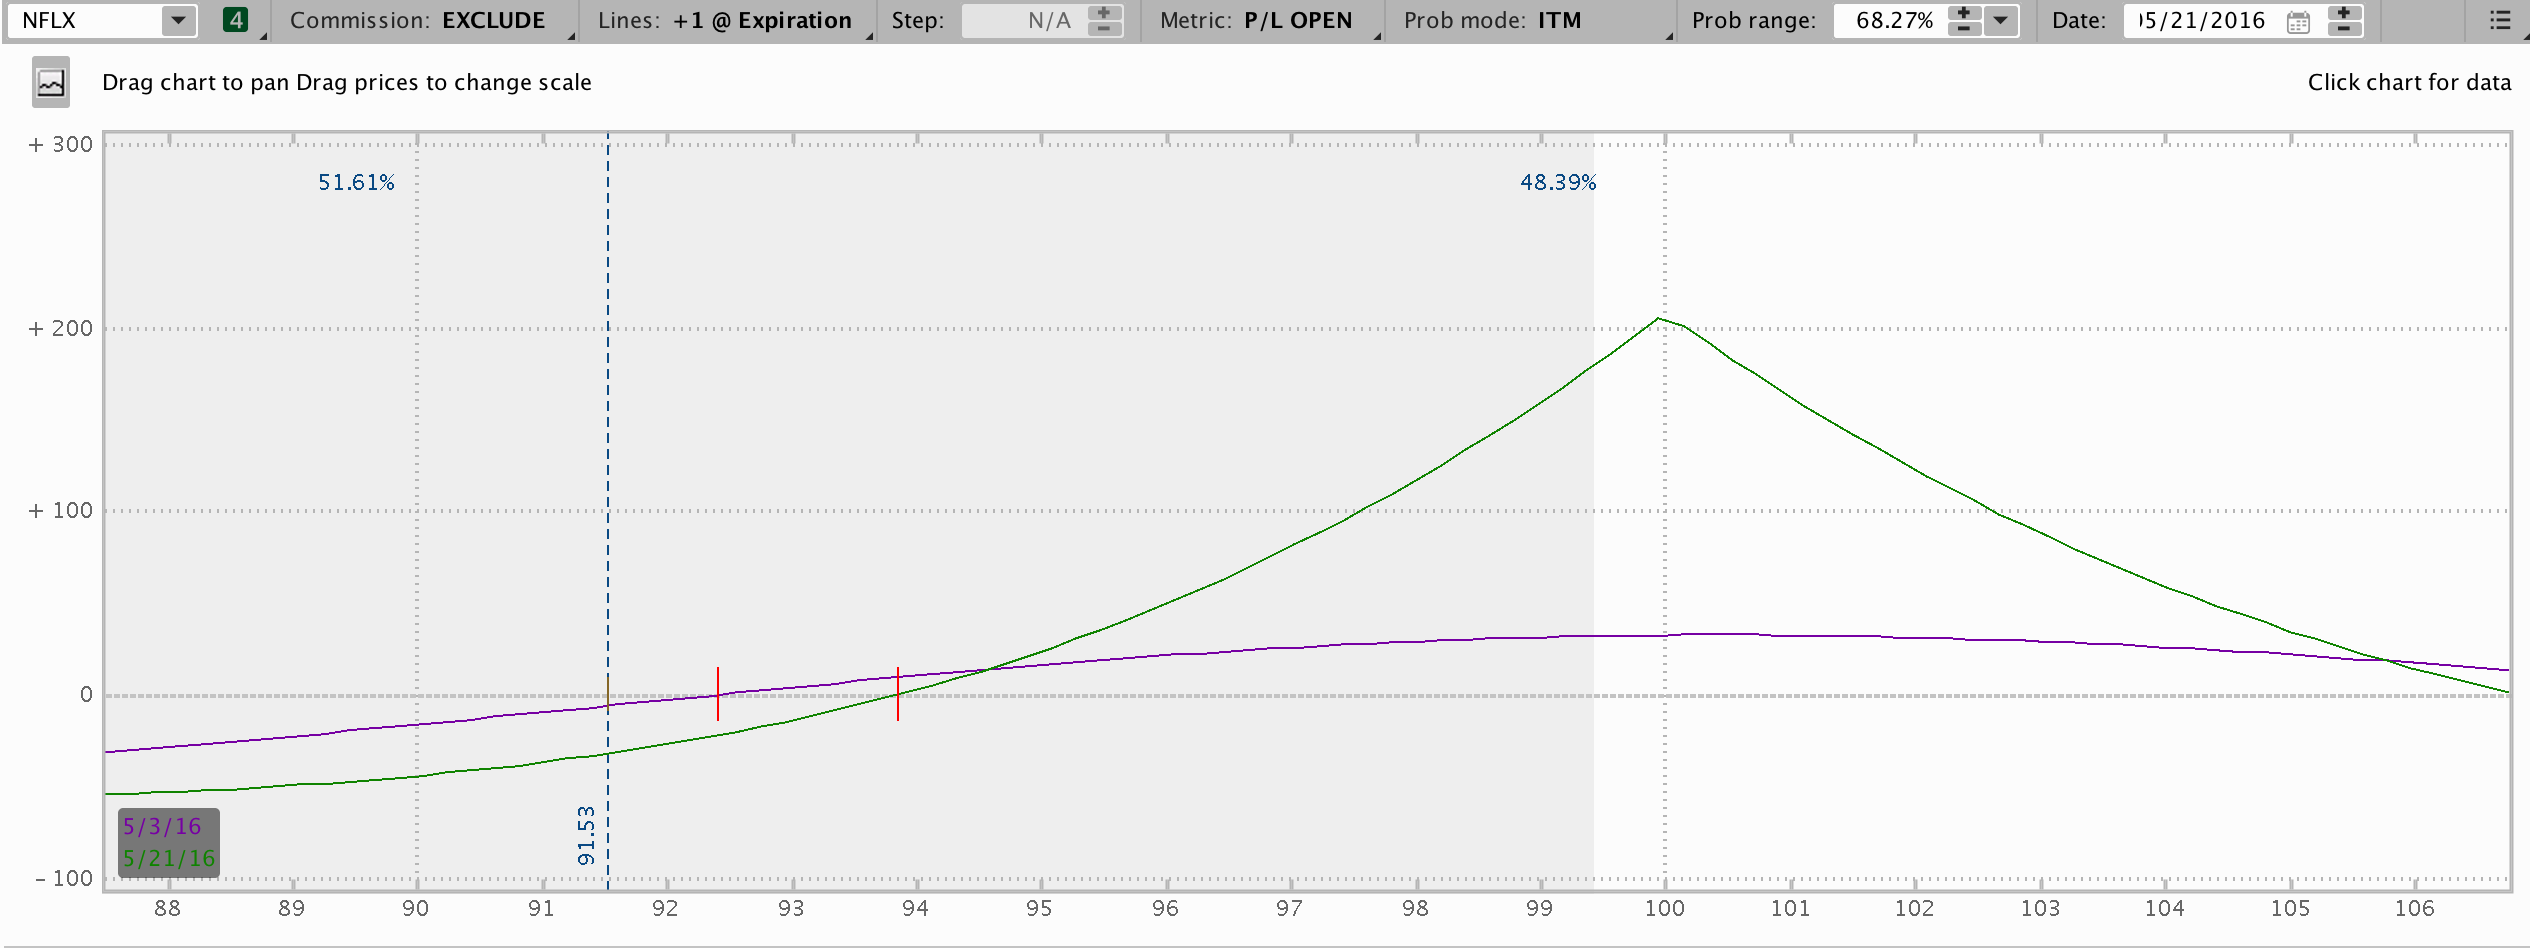 NFLX 4 Commission: EXCLUDE Lines: +1 @ Expiration Step: N/A Metric: P/L OPEN Prob mode: ITM Prob range: 68.27% Date: 05/21/2016
Drag chart to pan Drag prices to change scale
Click chart for data
+ 300
51.61%
48.39%
+ 200
+ 100
0
91.53
5/3/16
5/21/16
- 100
88 89 90 91 92 93 94 95 96 97 98 99 100 101 102 103 104 105 106